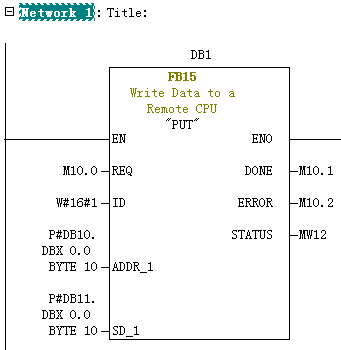 Network 1: Title:
DB1
FB15
Write Data to a
Remote CPU
"PUT"
EN ENO
M10.0 REQ DONE M10.1
W#16#1 ID ERROR M10.2
P#DB10. STATUS MW12
DBX 0.0
BYTE 10 ADDR_1
P#DB11.
DBX 0.0
BYTE 10 SD_1